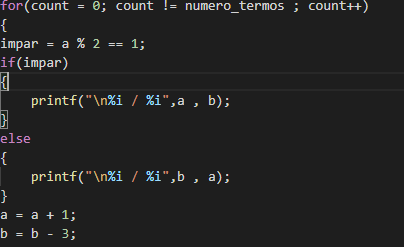 for(count = 0; count != numero_termos ; count++)
{
impar = a % 2 == 1;
if(impar)
{
printf("\n%i / %i",a , b);
}
else
{
printf("\n%i / %i",b , a);
}
a = a + 1;
b = b - 3;